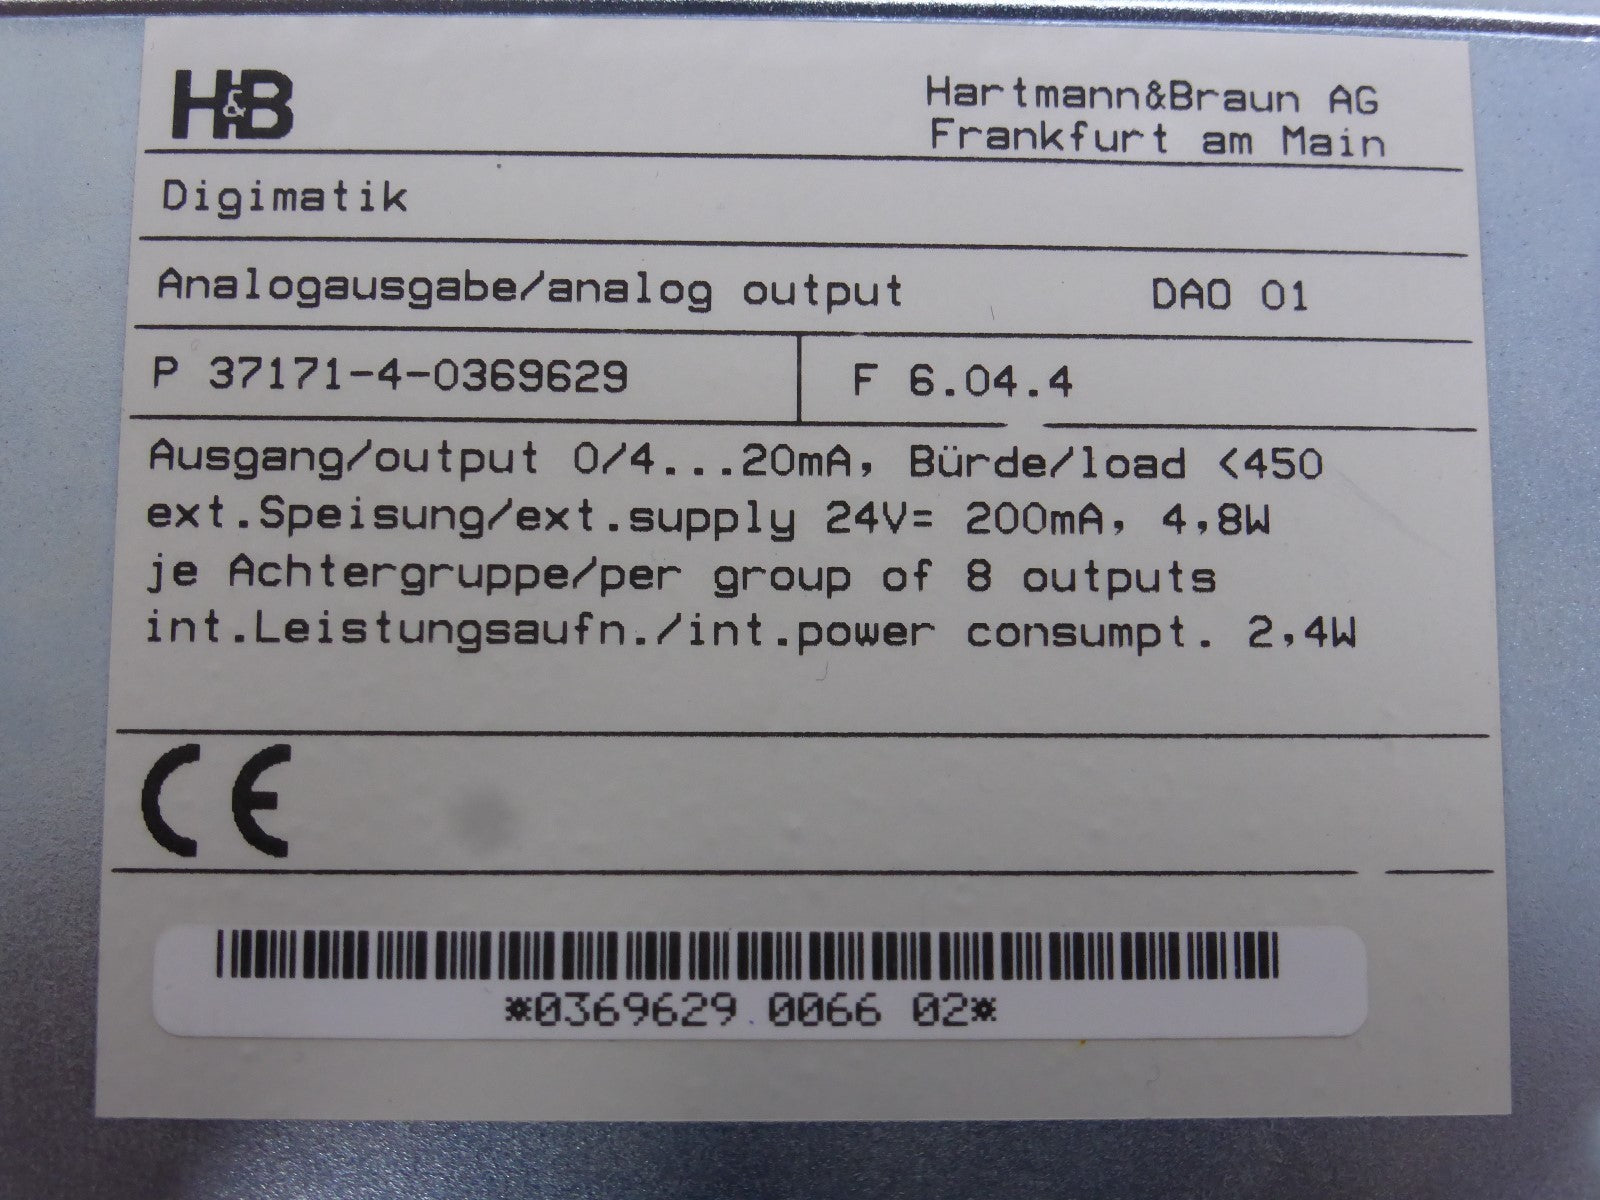 H&B
Hartmann&Braun AG
Frankfurt am Main
Digimatik
Analogausgabe/analog output DAO 01
P 37171-4-0369629 F 6.04.4
Ausgang/output 0/4...20mA, Bürde/load <450
ext.Speisung/ext.supply 24V= 200mA, 4,8W
je Achtergruppe/per group of 8 outputs
int.Leistungsaufn./int.power consumpt. 2,4W
CE
*0369629 0066 02*